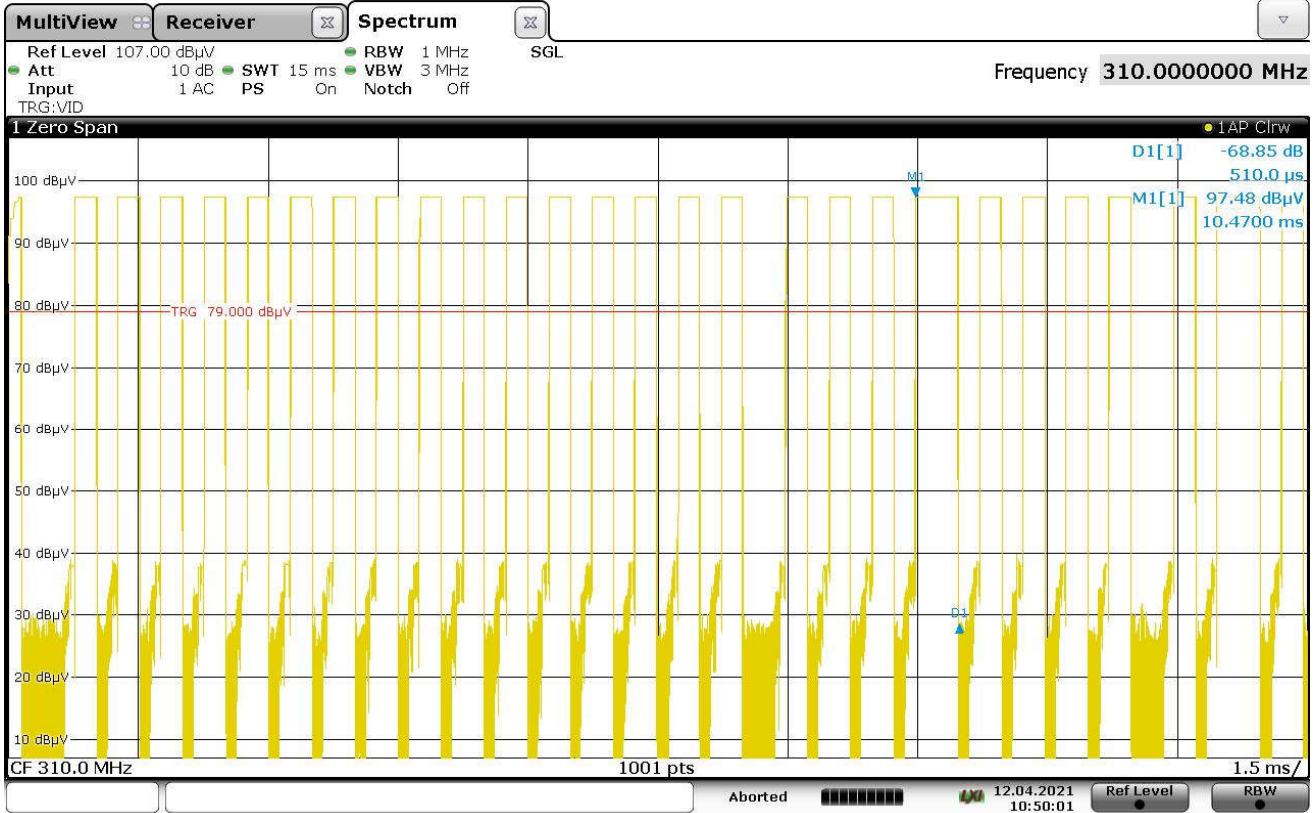 MultiView Receiver Spectrum
Ref Level 107.00 dBµV RBW 1 MHz SGL
Att 10 dB SWT 15 ms VBW 3 MHz Frequency 310.0000000 MHz
Input 1 AC PS On Notch Off
TRG:VID
1 Zero Span 1AP Clrw
D1[1] -68.85 dB
510.0 µs
M1[1] 97.48 dBµV
10.4700 ms
M1
100 dBµV
90 dBµV
80 dBµV
TRG 79.000 dBµV
70 dBµV
60 dBµV
50 dBµV
40 dBµV
30 dBµV
D1
20 dBµV
10 dBµV
CF 310.0 MHz 1001 pts 1.5 ms/
Aborted LXI 12.04.2021 Ref Level RBW
10:50:01